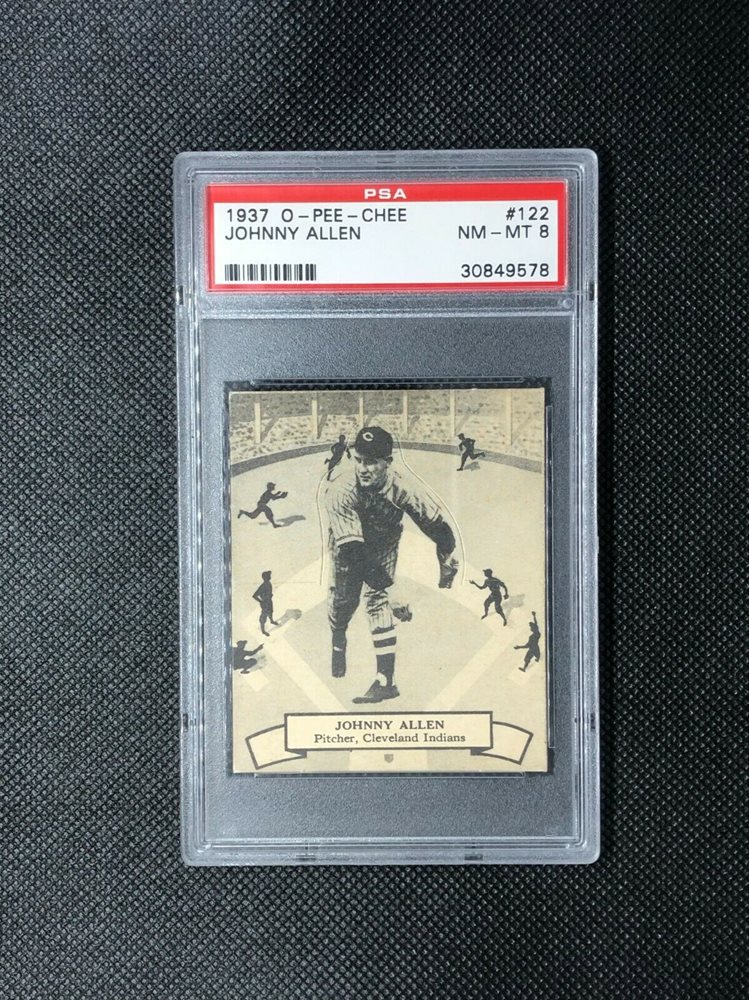 PSA
1937 O-PEE-CHEE #122
JOHNNY ALLEN NM-MT 8
30849578
C
JOHNNY ALLEN
Pitcher, Cleveland Indians